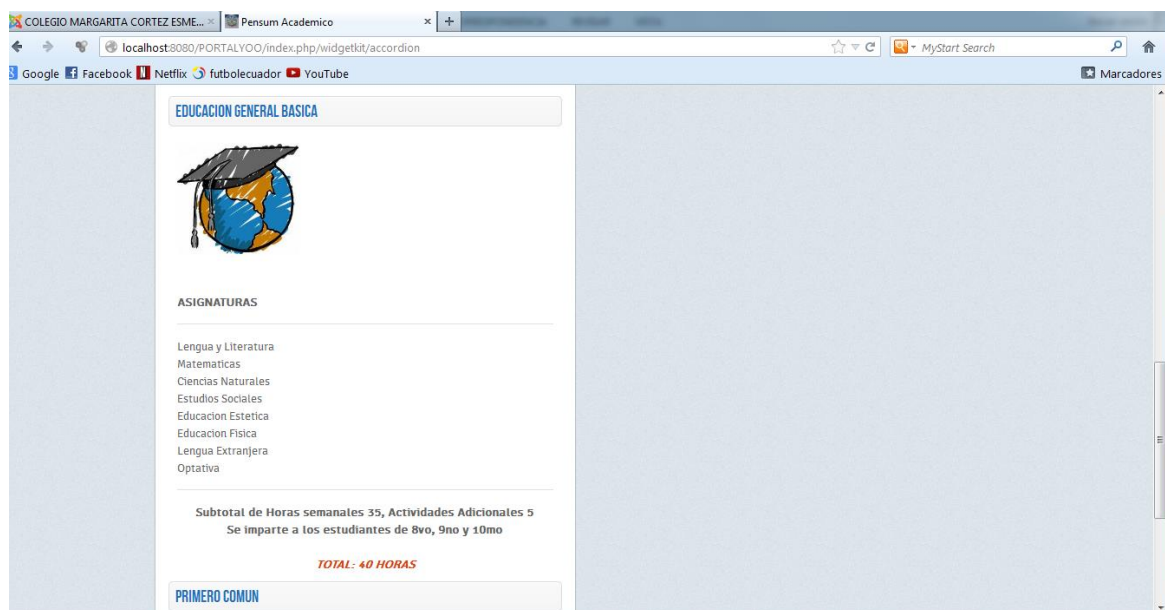 COLEGIO MARGARITA CORTEZ ESME...
Pensum Academico
localhost:8080/PORTALYOO/index.php/widgetkit/accordion
MyStart Search
Google Facebook Netflix futbolecuador YouTube
Marcadores
EDUCACION GENERAL BASICA
ASIGNATURAS
Lengua y Literatura
Matematicas
Ciencias Naturales
Estudios Sociales
Educacion Estetica
Educacion Fisica
Lengua Extranjera
Optativa
Subtotal de Horas semanales 35, Actividades Adicionales 5
Se imparte a los estudiantes de 8vo, 9no y 10mo
TOTAL: 40 HORAS
PRIMERO COMUN